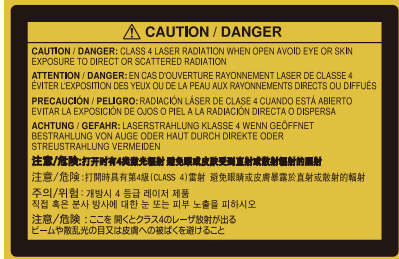 ⚠ CAUTION / DANGER
CAUTION / DANGER: CLASS 4 LASER RADIATION WHEN OPEN AVOID EYE OR SKIN
EXPOSURE TO DIRECT OR SCATTERED RADIATION
ATTENTION / DANGER: EN CAS D'OUVERTURE RAYONNEMENT LASER DE CLASSE 4
ÉVITER L'EXPOSITION DES YEUX OU DE LA PEAU AUX RAYONNEMENTS DIRECTS OU DIFFUÉS
PRECAUCIÓN / PELIGRO: RADIACIÓN LÁSER DE CLASE 4 CUANDO ESTÁ ABIERTO
EVITAR LA EXPOSICIÓN DE OJOS O PIEL A LA RADIACIÓN DIRECTA O DISPERSA
ACHTUNG / GEFAHR: LASERSTRAHLUNG KLASSE 4 WENN GEÖFFNET
BESTRAHLUNG VON AUGE ODER HAUT DURCH DIREKTE ODER
STREUSTRAHLUNG VERMEIDEN
注意/危险:打开时有4类激光辐射 避免眼或皮肤受到直射或散射辐射的照射
注意/危險:打開時具有第4級(CLASS 4)雷射 避免眼睛或皮膚暴露於直射或散射的輻射
주의/위험: 개방시 4 등급 레이저 제품
직접 혹은 분사 방사에 대한 눈 또는 피부 노출을 피하시오
注意/危険 : ここを 開くとクラス4のレーザ放射が出る
ビームや散乱光の目又は皮膚への被ばくを避けること